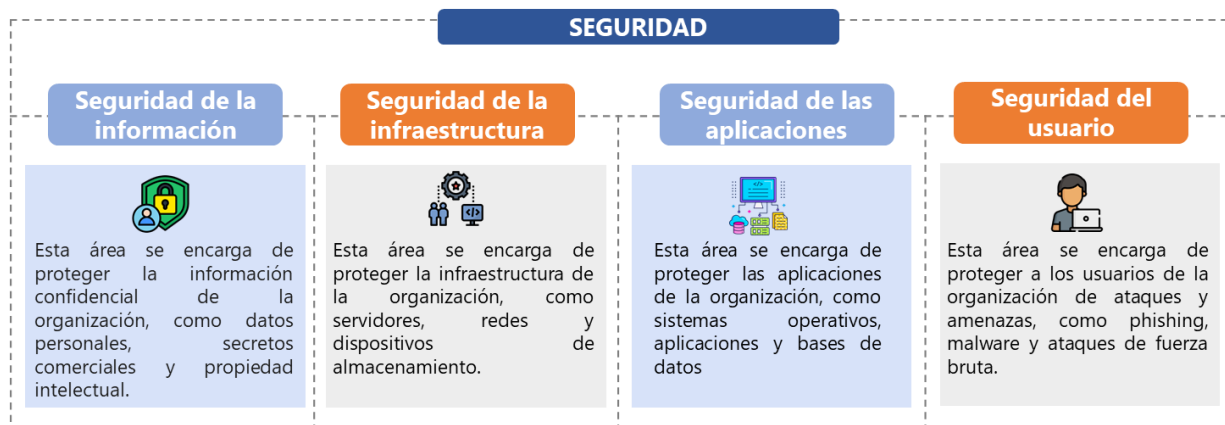 SEGURIDAD
Seguridad de la
información
Esta área se encarga de
proteger la información
confidencial de la
organización, como datos
personales, secretos
comerciales y propiedad
intelectual.
Seguridad de la
infraestructura
Esta área se encarga de
proteger la infraestructura de
la organización, como
servidores, redes y
dispositivos de
almacenamiento.
Seguridad de las
aplicaciones
Esta área se encarga de
proteger las aplicaciones
de la organización, como
sistemas operativos,
aplicaciones y bases de
datos
Seguridad del
usuario
Esta área se encarga de
proteger a los usuarios de la
organización de ataques y
amenazas, como phishing,
malware y ataques de fuerza
bruta.